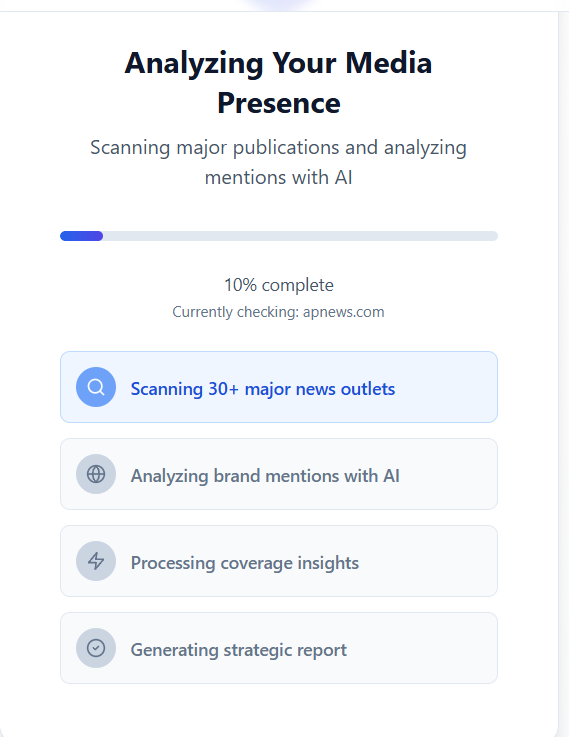 Analyzing Your Media
Presence
Scanning major publications and analyzing
mentions with AI
10% complete
Currently checking: apnews.com
Scanning 30+ major news outlets
Analyzing brand mentions with AI
Processing coverage insights
Generating strategic report